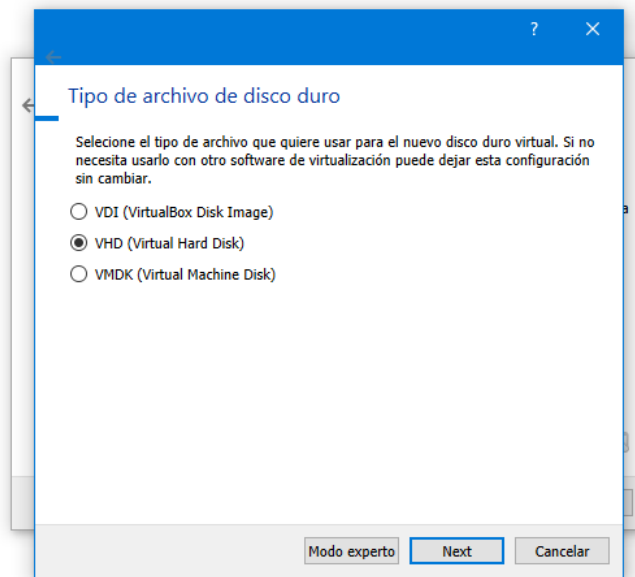 ?
Tipo de archivo de disco duro
Selecione el tipo de archivo que quiere usar para el nuevo disco duro virtual. Si no
necesita usarlo con otro software de virtualización puede dejar esta configuración
sin cambiar.
VDI (VirtualBox Disk Image)
VHD (Virtual Hard Disk)
VMDK (Virtual Machine Disk)
Modo experto Next Cancelar